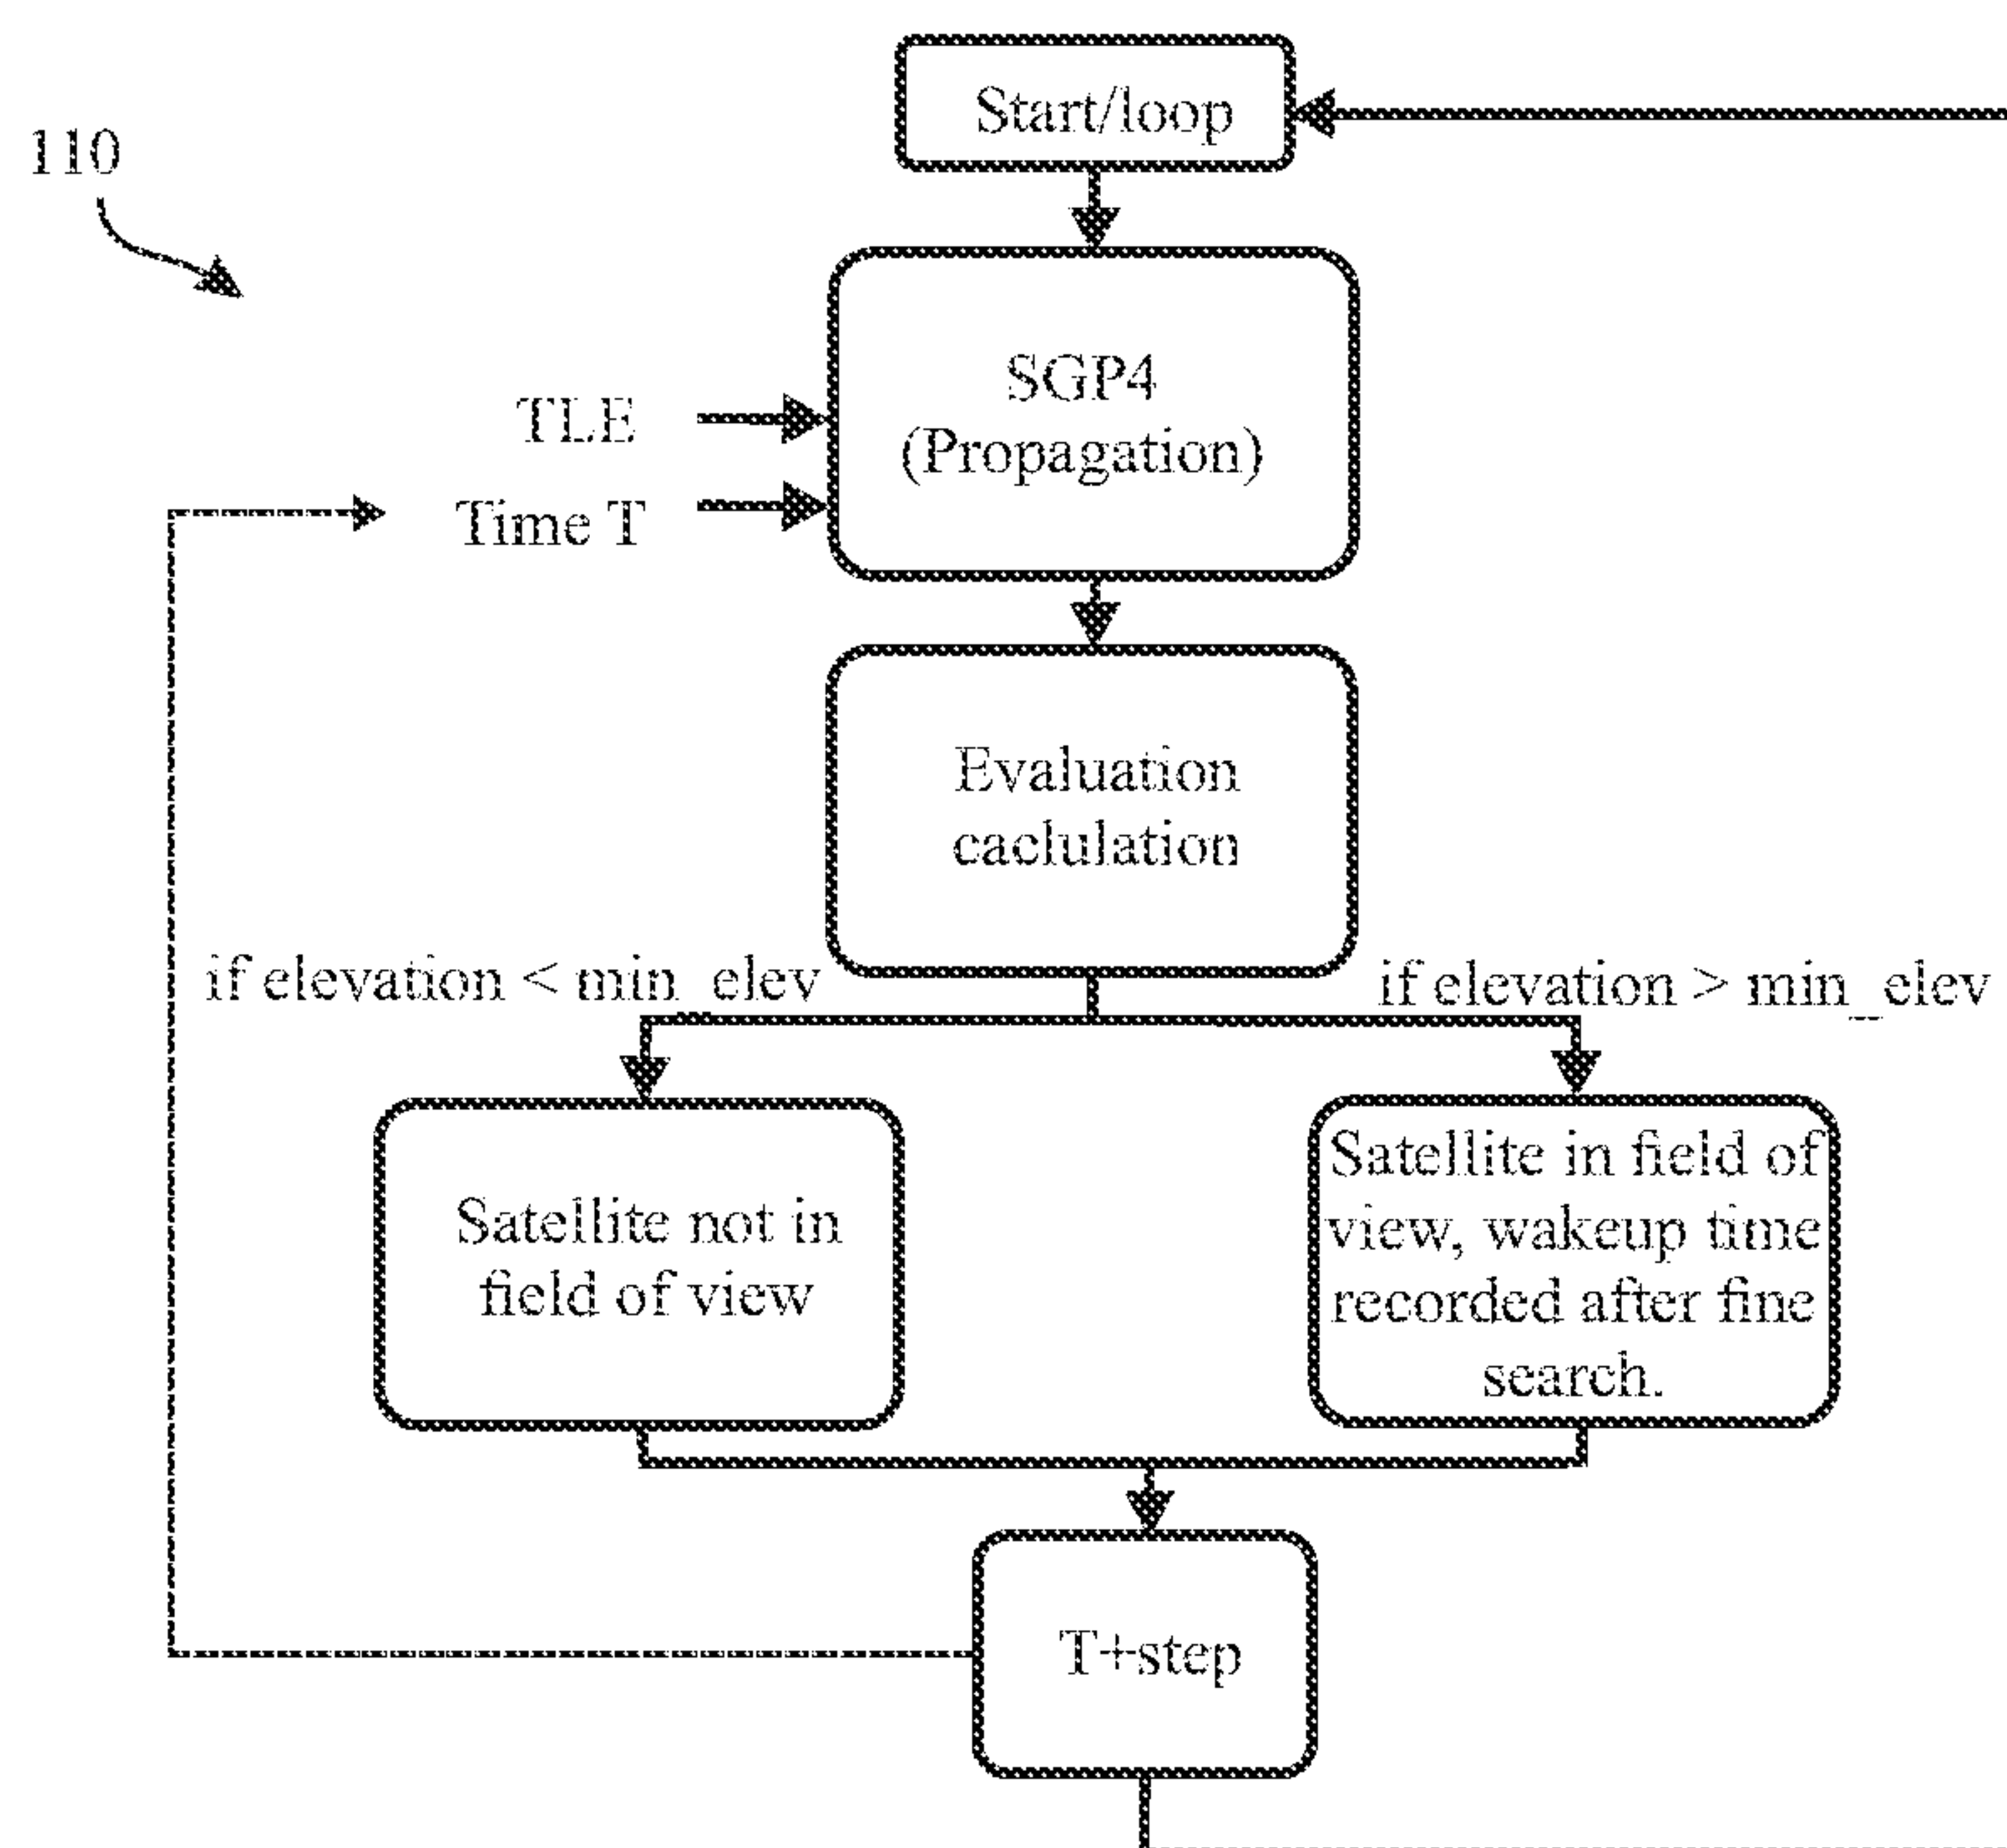 Start/loop
110
SGP4
(Propagation)
TLE
Time T
Evaluation
caclulation
if elevation < min_elev
if elevation > min_elev
Satellite not in
field of view
Satellite in field of
view, wakeup time
recorded after fine
search.
T+step